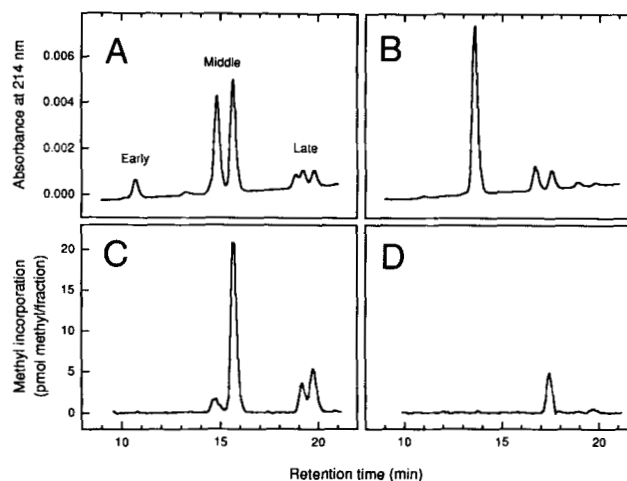 A
B
Middle
Early
Late
Absorbance at 214 nm
0.006
0.004
0.002
0.000
C
D
Methyl incorporation
(pmol methyl/fraction)
20
15
10
5
0
10 15 20 10 15 20
Retention time (min)